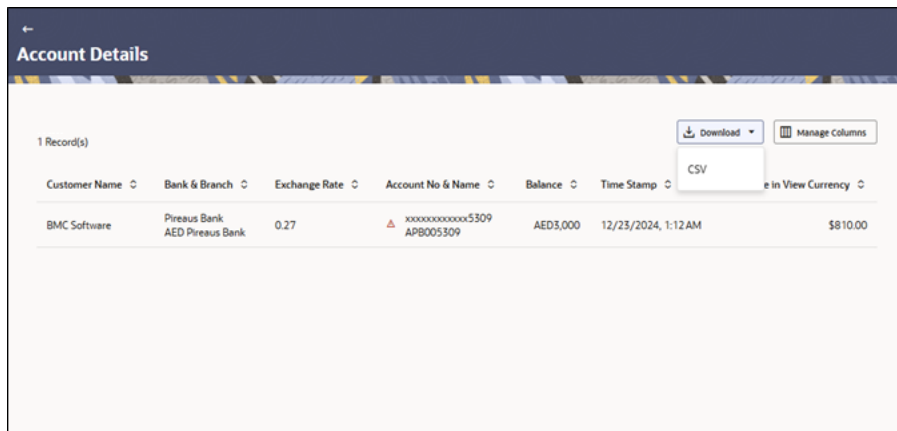 Account Details
1 Record(s)
Download
Manage Columns
CSV
Customer Name
Bank & Branch
Exchange Rate
Account No & Name
Balance
Time Stamp
e in View Currency
BMC Software
Pireaus Bank
AED Pireaus Bank
0.27
xxxxxxxxxxxx5309
APB005309
AED3,000
12/23/2024, 1:12 AM
$810.00